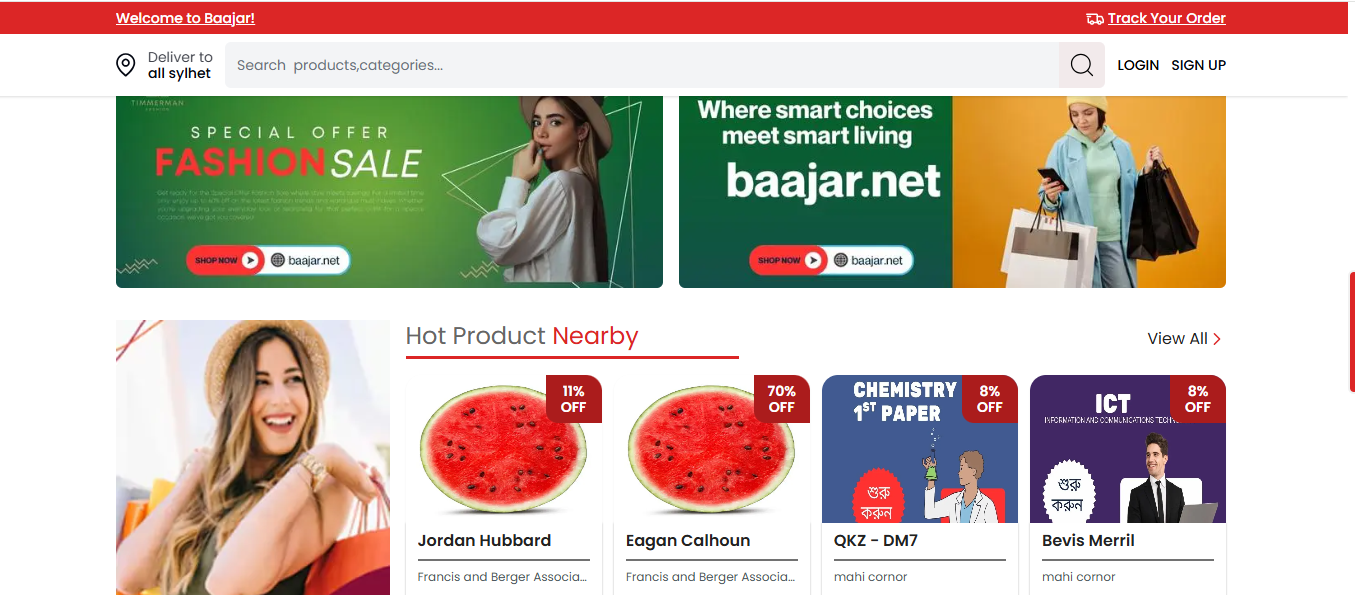 Welcome to Baajar!
Track Your Order
Deliver to
all sylhet
Search products,categories...
LOGIN SIGN UP
TIMMERMAN
SPECIAL OFFER
FASHION SALE
SHOP NOW
baajar.net
Where smart choices
meet smart living
baajar.net
SHOP NOW
baajar.net
Hot Product Nearby
View All
11%
OFF
70%
OFF
CHEMISTRY
1ST PAPER
8%
OFF
শুরু
করুন
ICT
INFORMATION AND COMMUNICATIONS
8%
OFF
শুরু
করুন
Jordan Hubbard
Eagan Calhoun
QKZ - DM7
Bevis Merril
Francis and Berger Associa...
Francis and Berger Associa...
mahi cornor
mahi cornor